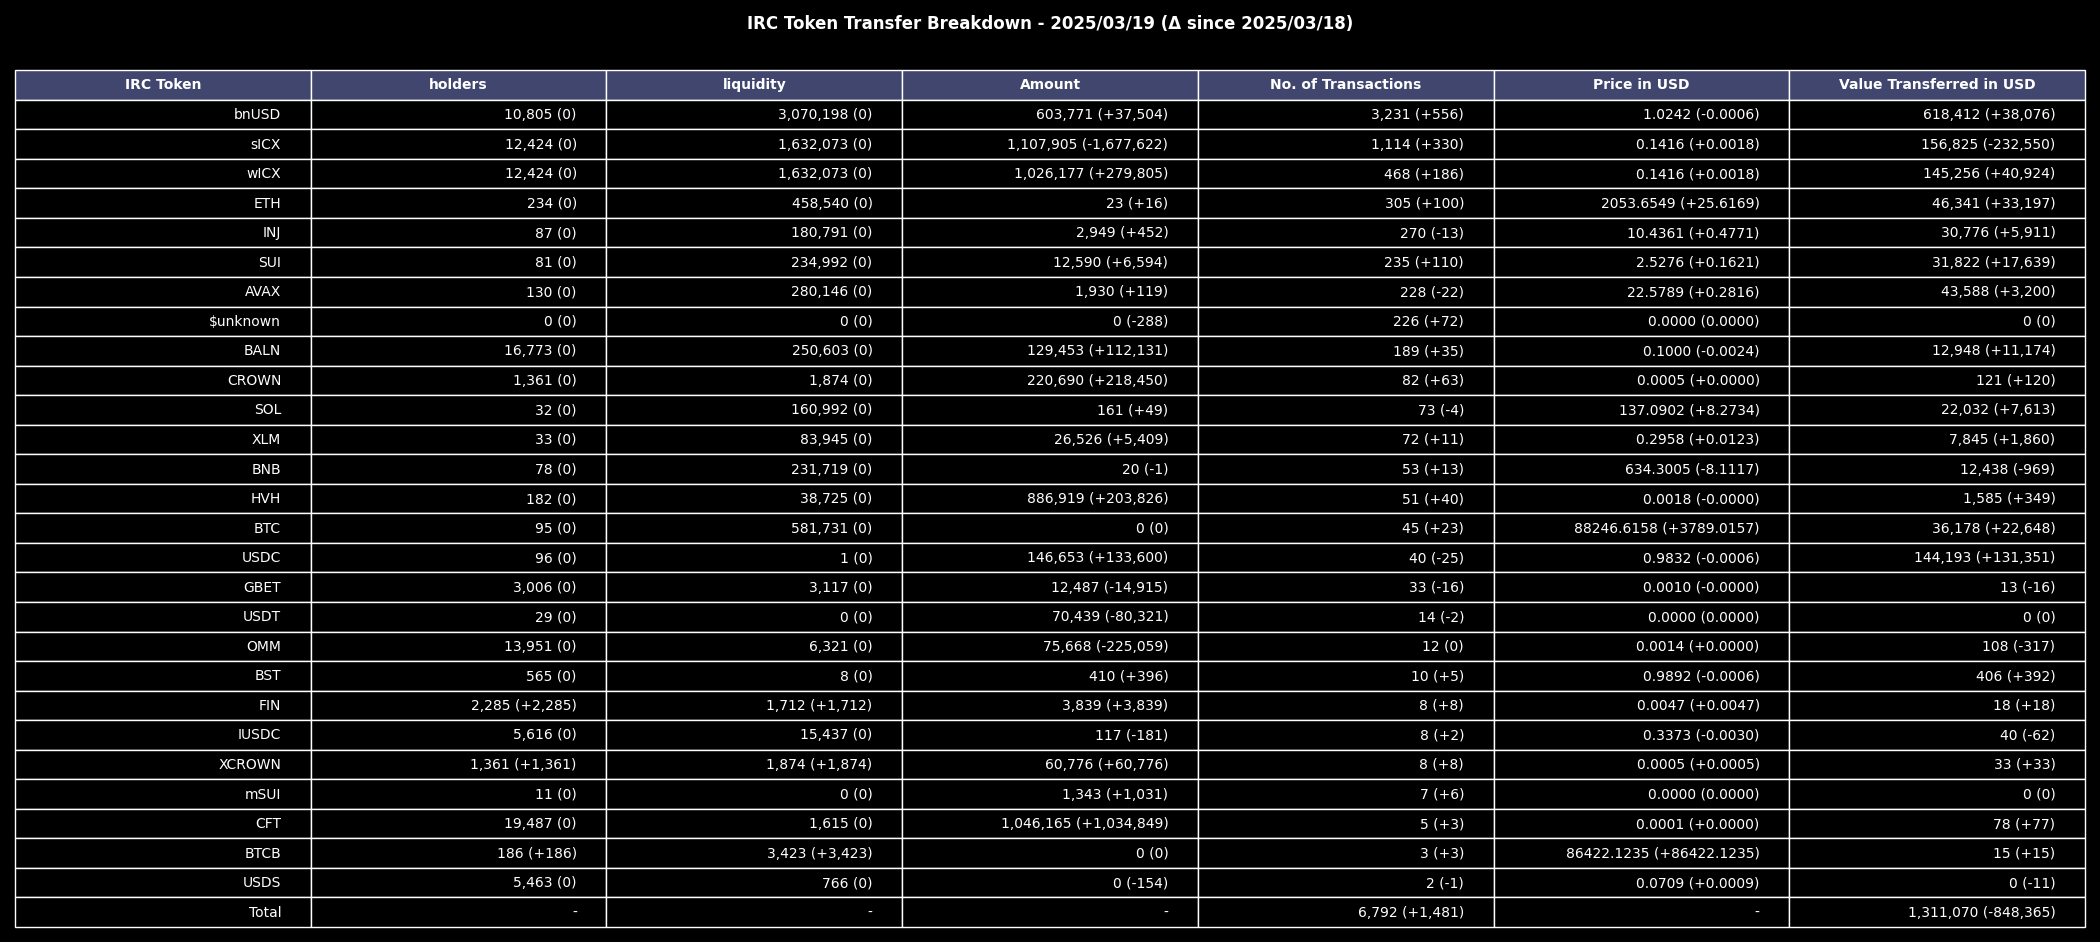 IRC Token Transfer Breakdown - 2025/03/19 (Δ since 2025/03/18)
IRC Token holders liquidity Amount No. of Transactions Price in USD Value Transferred in USD
bnUSD 10,805 (0) 3,070,198 (0) 603,771 (+37,504) 3,231 (+556) 1.0242 (-0.0006) 618,412 (+38,076)
sICX 12,424 (0) 1,632,073 (0) 1,107,905 (-1,677,622) 1,114 (+330) 0.1416 (+0.0018) 156,825 (-232,550)
wICX 12,424 (0) 1,632,073 (0) 1,026,177 (+279,805) 468 (+186) 0.1416 (+0.0018) 145,256 (+40,924)
ETH 234 (0) 458,540 (0) 23 (+16) 305 (+100) 2053.6549 (+25.6169) 46,341 (+33,197)
INJ 87 (0) 180,791 (0) 2,949 (+452) 270 (-13) 10.4361 (+0.4771) 30,776 (+5,911)
SUI 81 (0) 234,992 (0) 12,590 (+6,594) 235 (+110) 2.5276 (+0.1621) 31,822 (+17,639)
AVAX 130 (0) 280,146 (0) 1,930 (+119) 228 (-22) 22.5789 (+0.2816) 43,588 (+3,200)
$unknown 0 (0) 0 (0) 0 (-288) 226 (+72) 0.0000 (0.0000) 0 (0)
BALN 16,773 (0) 250,603 (0) 129,453 (+112,131) 189 (+35) 0.1000 (-0.0024) 12,948 (+11,174)
CROWN 1,361 (0) 1,874 (0) 220,690 (+218,450) 82 (+63) 0.0005 (+0.0000) 121 (+120)
SOL 32 (0) 160,992 (0) 161 (+49) 73 (-4) 137.0902 (+8.2734) 22,032 (+7,613)
XLM 33 (0) 83,945 (0) 26,526 (+5,409) 72 (+11) 0.2958 (+0.0123) 7,845 (+1,860)
BNB 78 (0) 231,719 (0) 20 (-1) 53 (+13) 634.3005 (-8.1117) 12,438 (-969)
HVH 182 (0) 38,725 (0) 886,919 (+203,826) 51 (+40) 0.0018 (-0.0000) 1,585 (+349)
BTC 95 (0) 581,731 (0) 0 (0) 45 (+23) 88246.6158 (+3789.0157) 36,178 (+22,648)
USDC 96 (0) 1 (0) 146,653 (+133,600) 40 (-25) 0.9832 (-0.0006) 144,193 (+131,351)
GBET 3,006 (0) 3,117 (0) 12,487 (-14,915) 33 (-16) 0.0010 (-0.0000) 13 (-16)
USDT 29 (0) 0 (0) 70,439 (-80,321) 14 (-2) 0.0000 (0.0000) 0 (0)
OMM 13,951 (0) 6,321 (0) 75,668 (-225,059) 12 (0) 0.0014 (+0.0000) 108 (-317)
BST 565 (0) 8 (0) 410 (+396) 10 (+5) 0.9892 (-0.0006) 406 (+392)
FIN 2,285 (+2,285) 1,712 (+1,712) 3,839 (+3,839) 8 (+8) 0.0047 (+0.0047) 18 (+18)
IUSDC 5,616 (0) 15,437 (0) 117 (-181) 8 (+2) 0.3373 (-0.0030) 40 (-62)
XCROWN 1,361 (+1,361) 1,874 (+1,874) 60,776 (+60,776) 8 (+8) 0.0005 (+0.0005) 33 (+33)
mSUI 11 (0) 0 (0) 1,343 (+1,031) 7 (+6) 0.0000 (0.0000) 0 (0)
CFT 19,487 (0) 1,615 (0) 1,046,165 (+1,034,849) 5 (+3) 0.0001 (+0.0000) 78 (+77)
BTCB 186 (+186) 3,423 (+3,423) 0 (0) 3 (+3) 86422.1235 (+86422.1235) 15 (+15)
USDS 5,463 (0) 766 (0) 0 (-154) 2 (-1) 0.0709 (+0.0009) 0 (-11)
Total - - - 6,792 (+1,481) - 1,311,070 (-848,365)